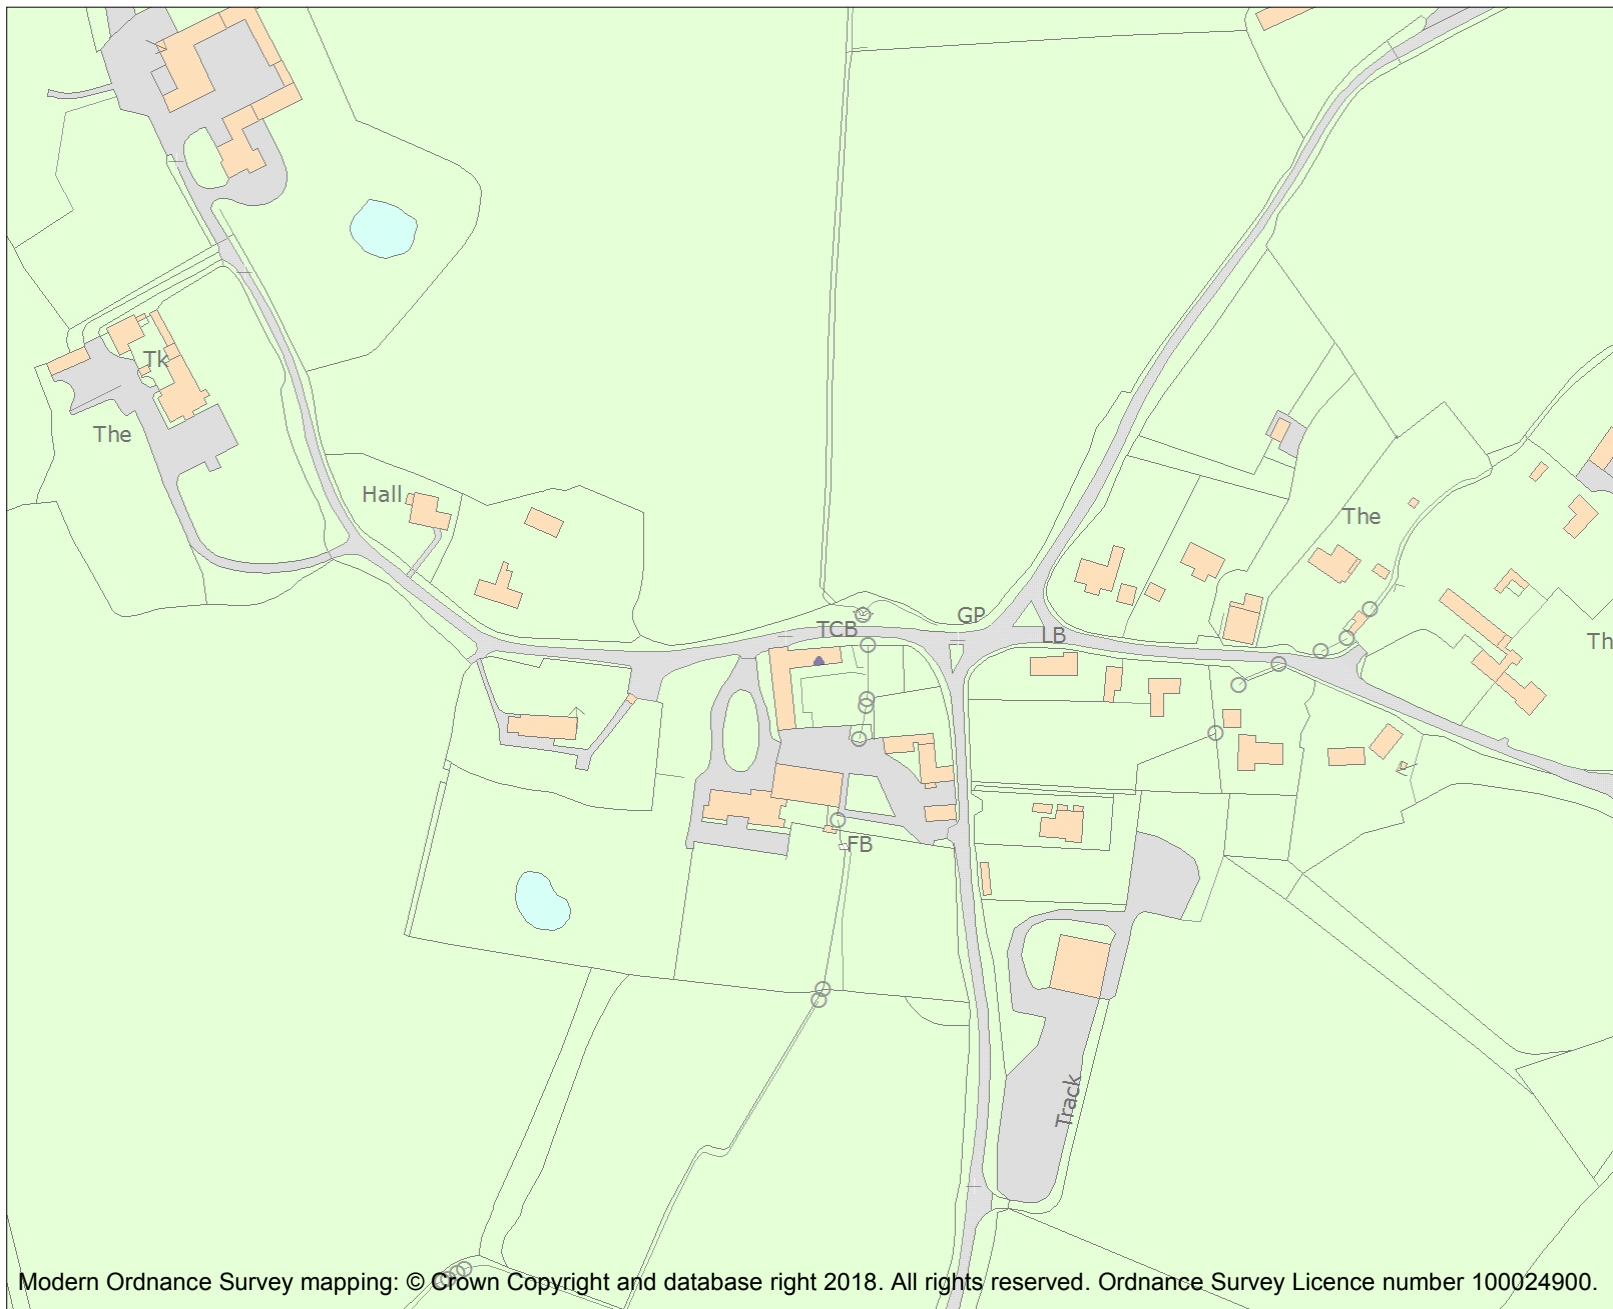 Tk
The
Hall
The
TCB
GP
LB
Th
FB
Track
Modern Ordnance Survey mapping: © Crown Copyright and database right 2018. All rights reserved. Ordnance Survey Licence number 100024900.